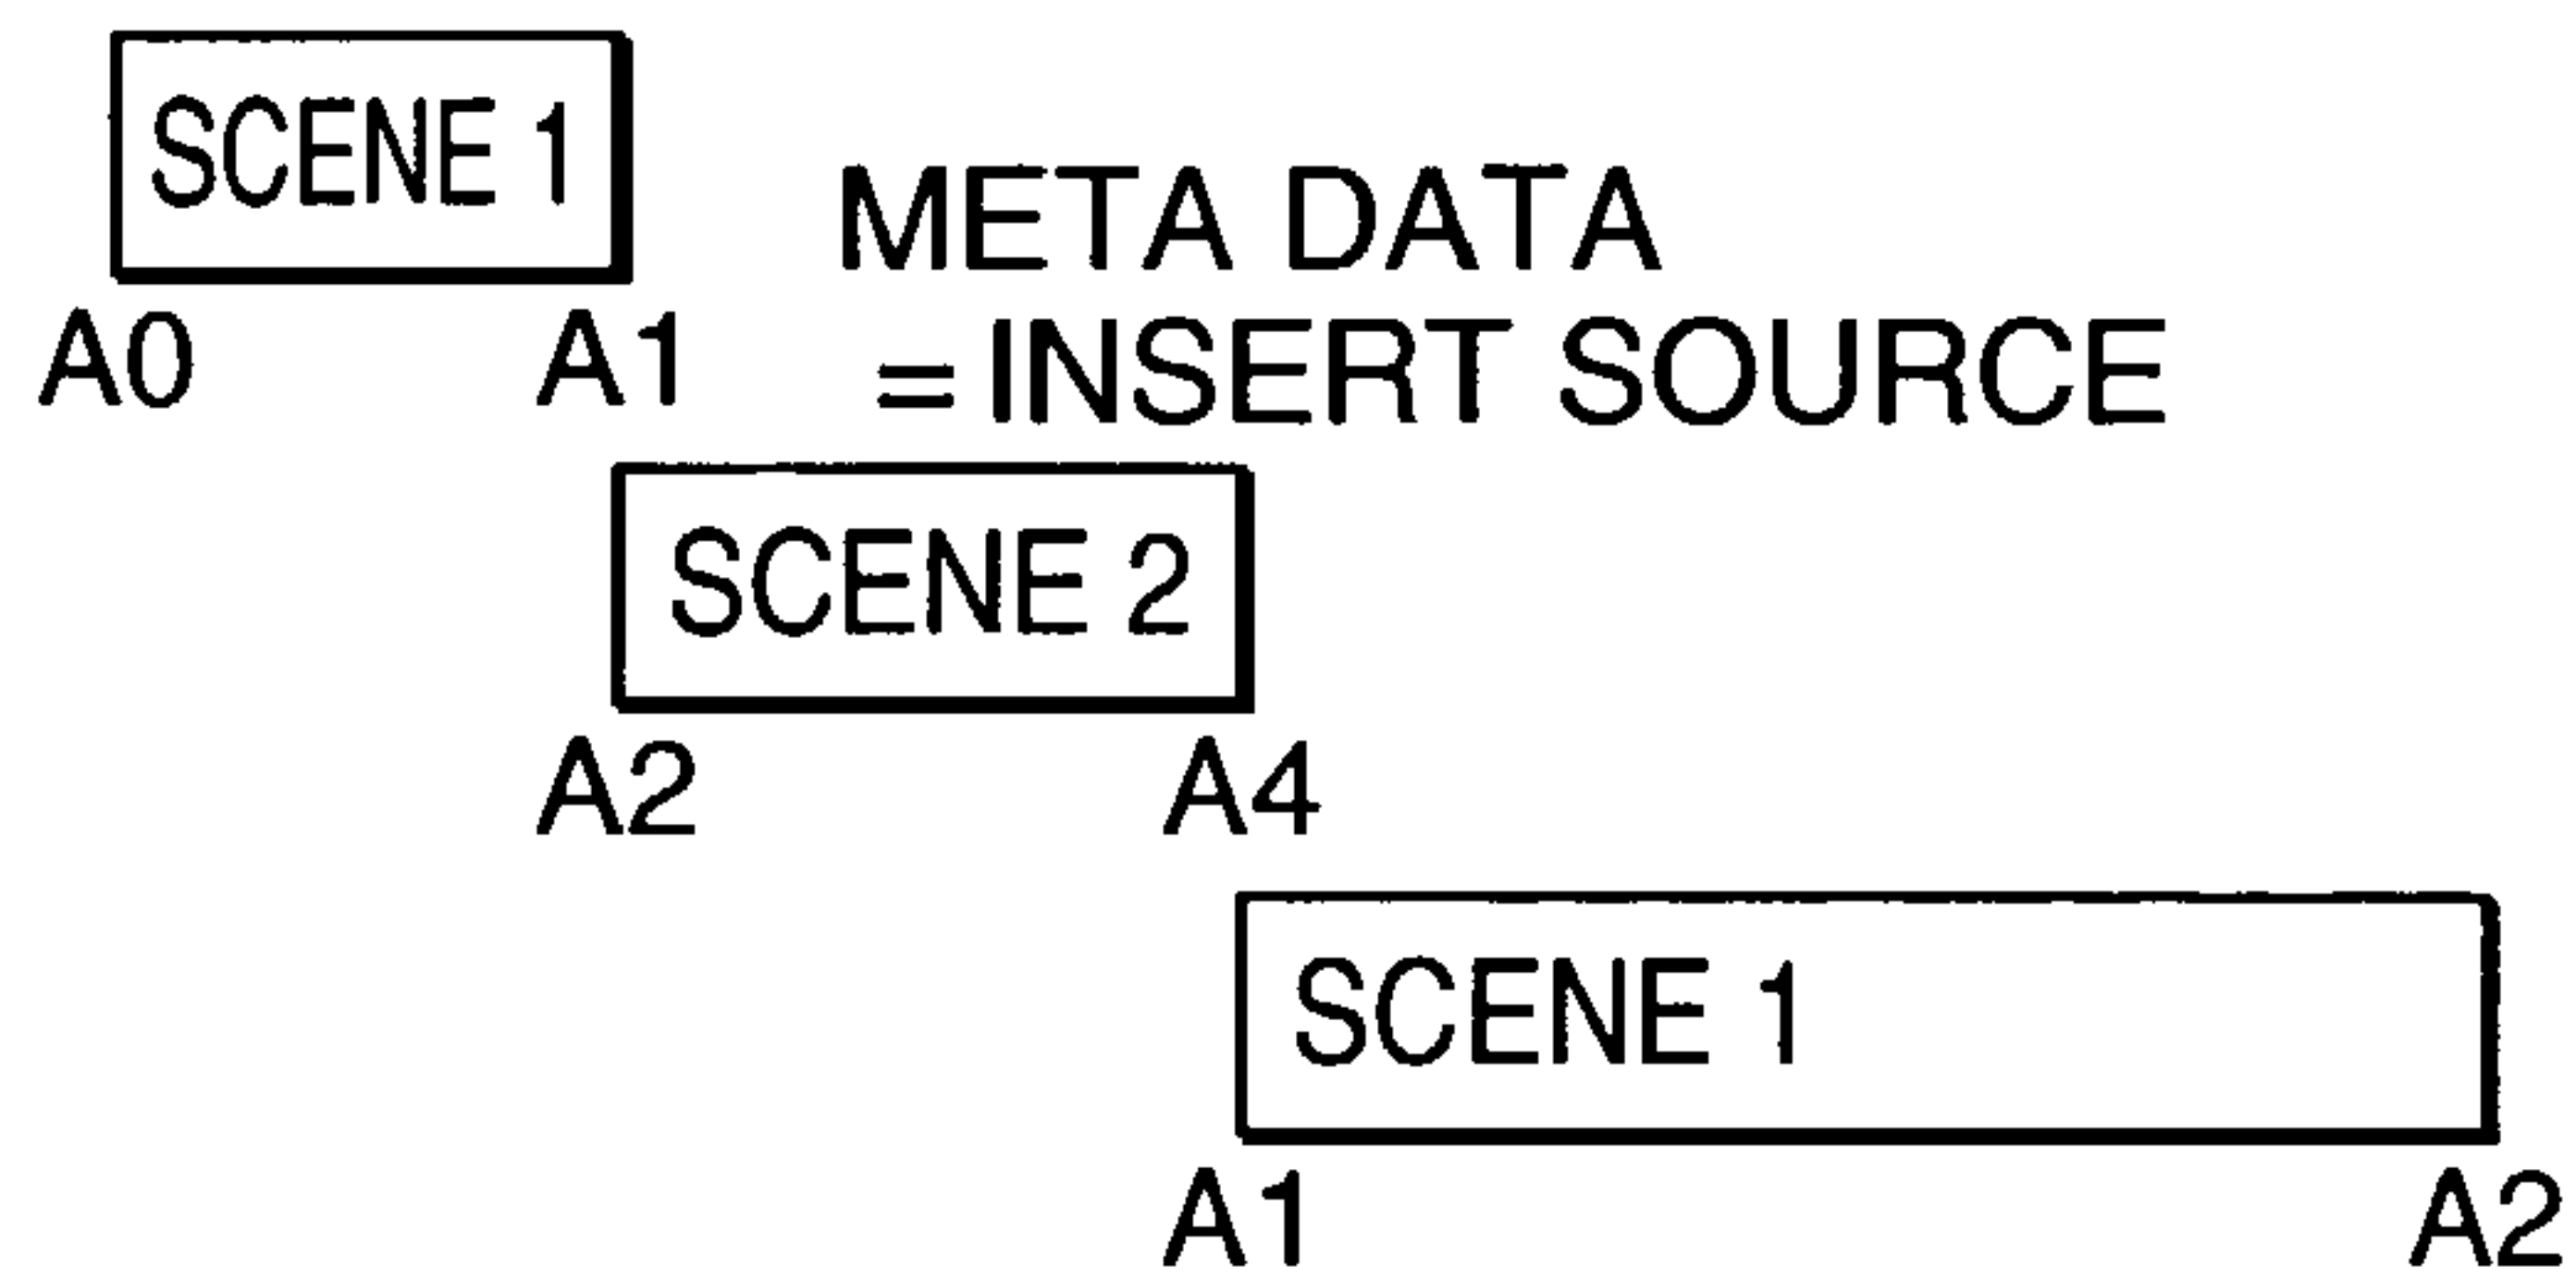 SCENE 1
META DATA
A0 A1 = INSERT SOURCE
SCENE 2
A2 A4
SCENE 1
A1 A2